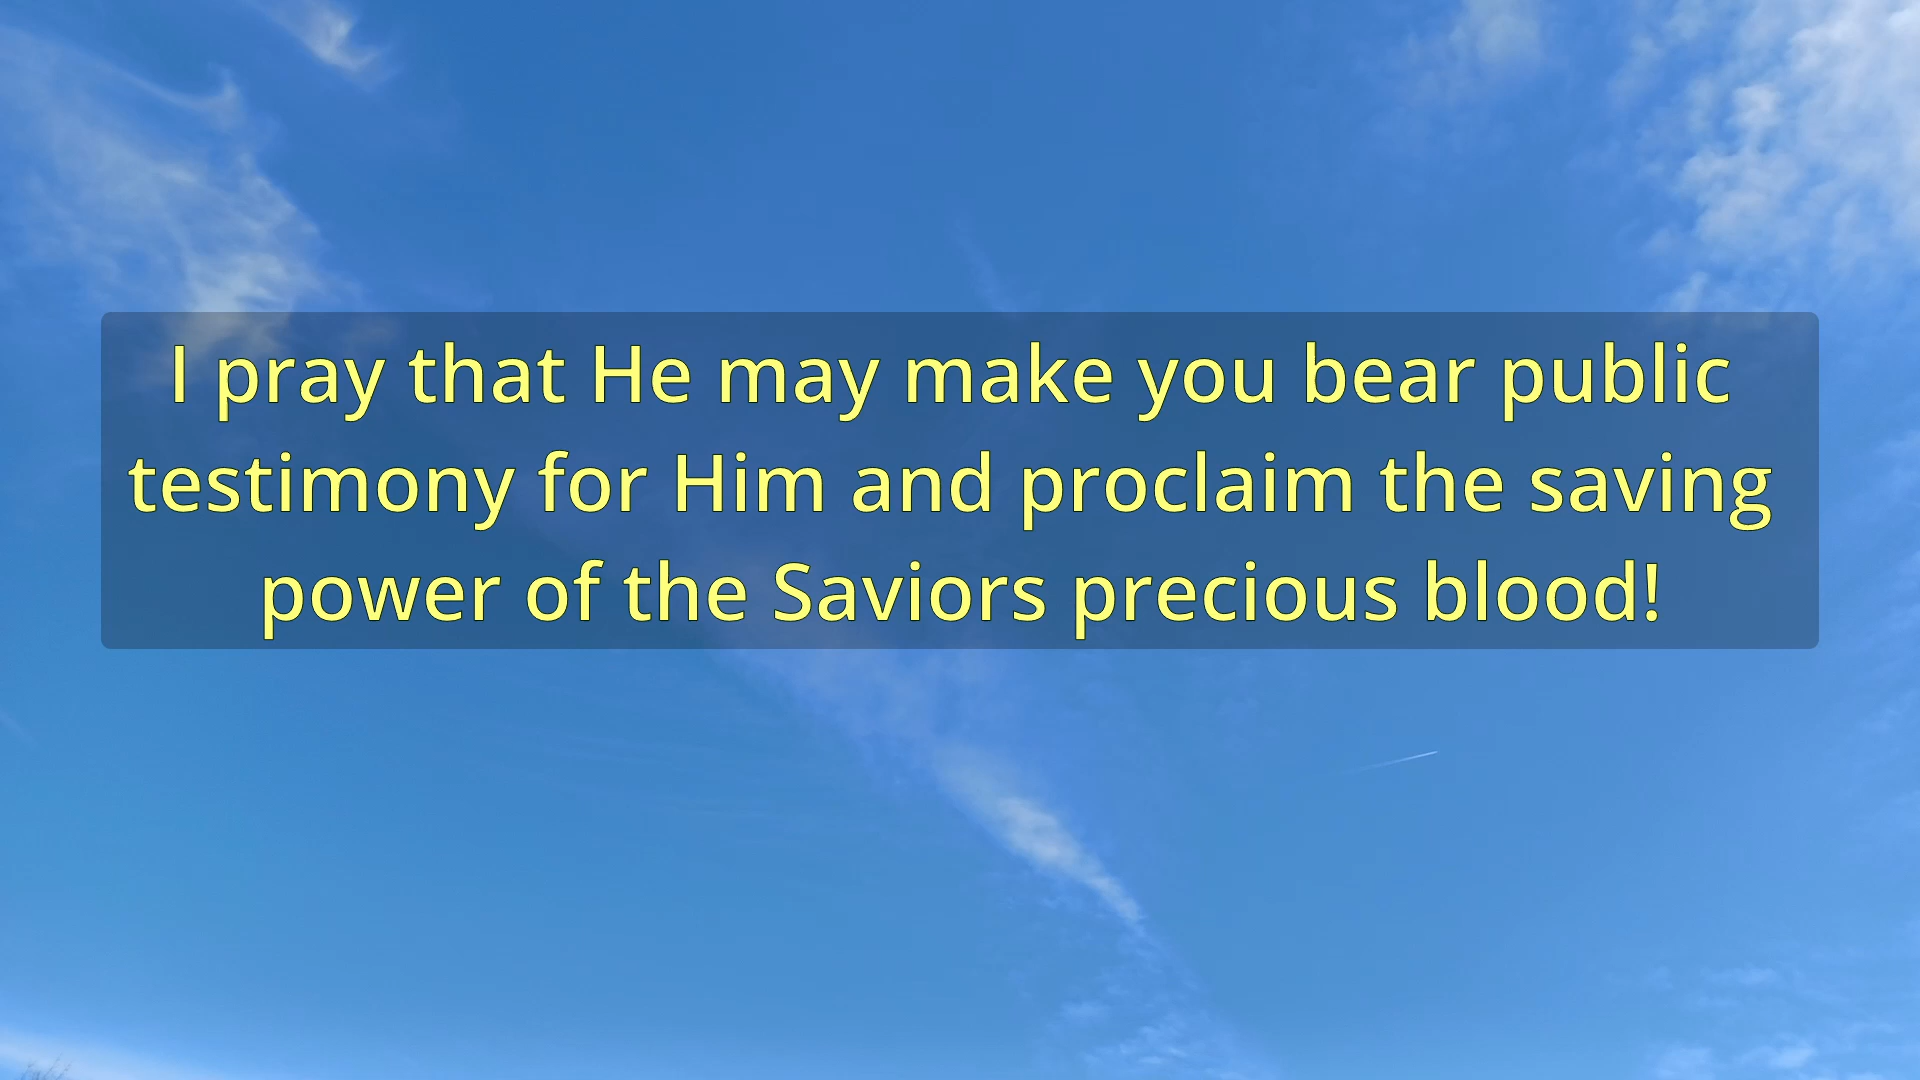 I pray that He may make you bear public
testimony for Him and proclaim the saving
power of the Saviors precious blood!